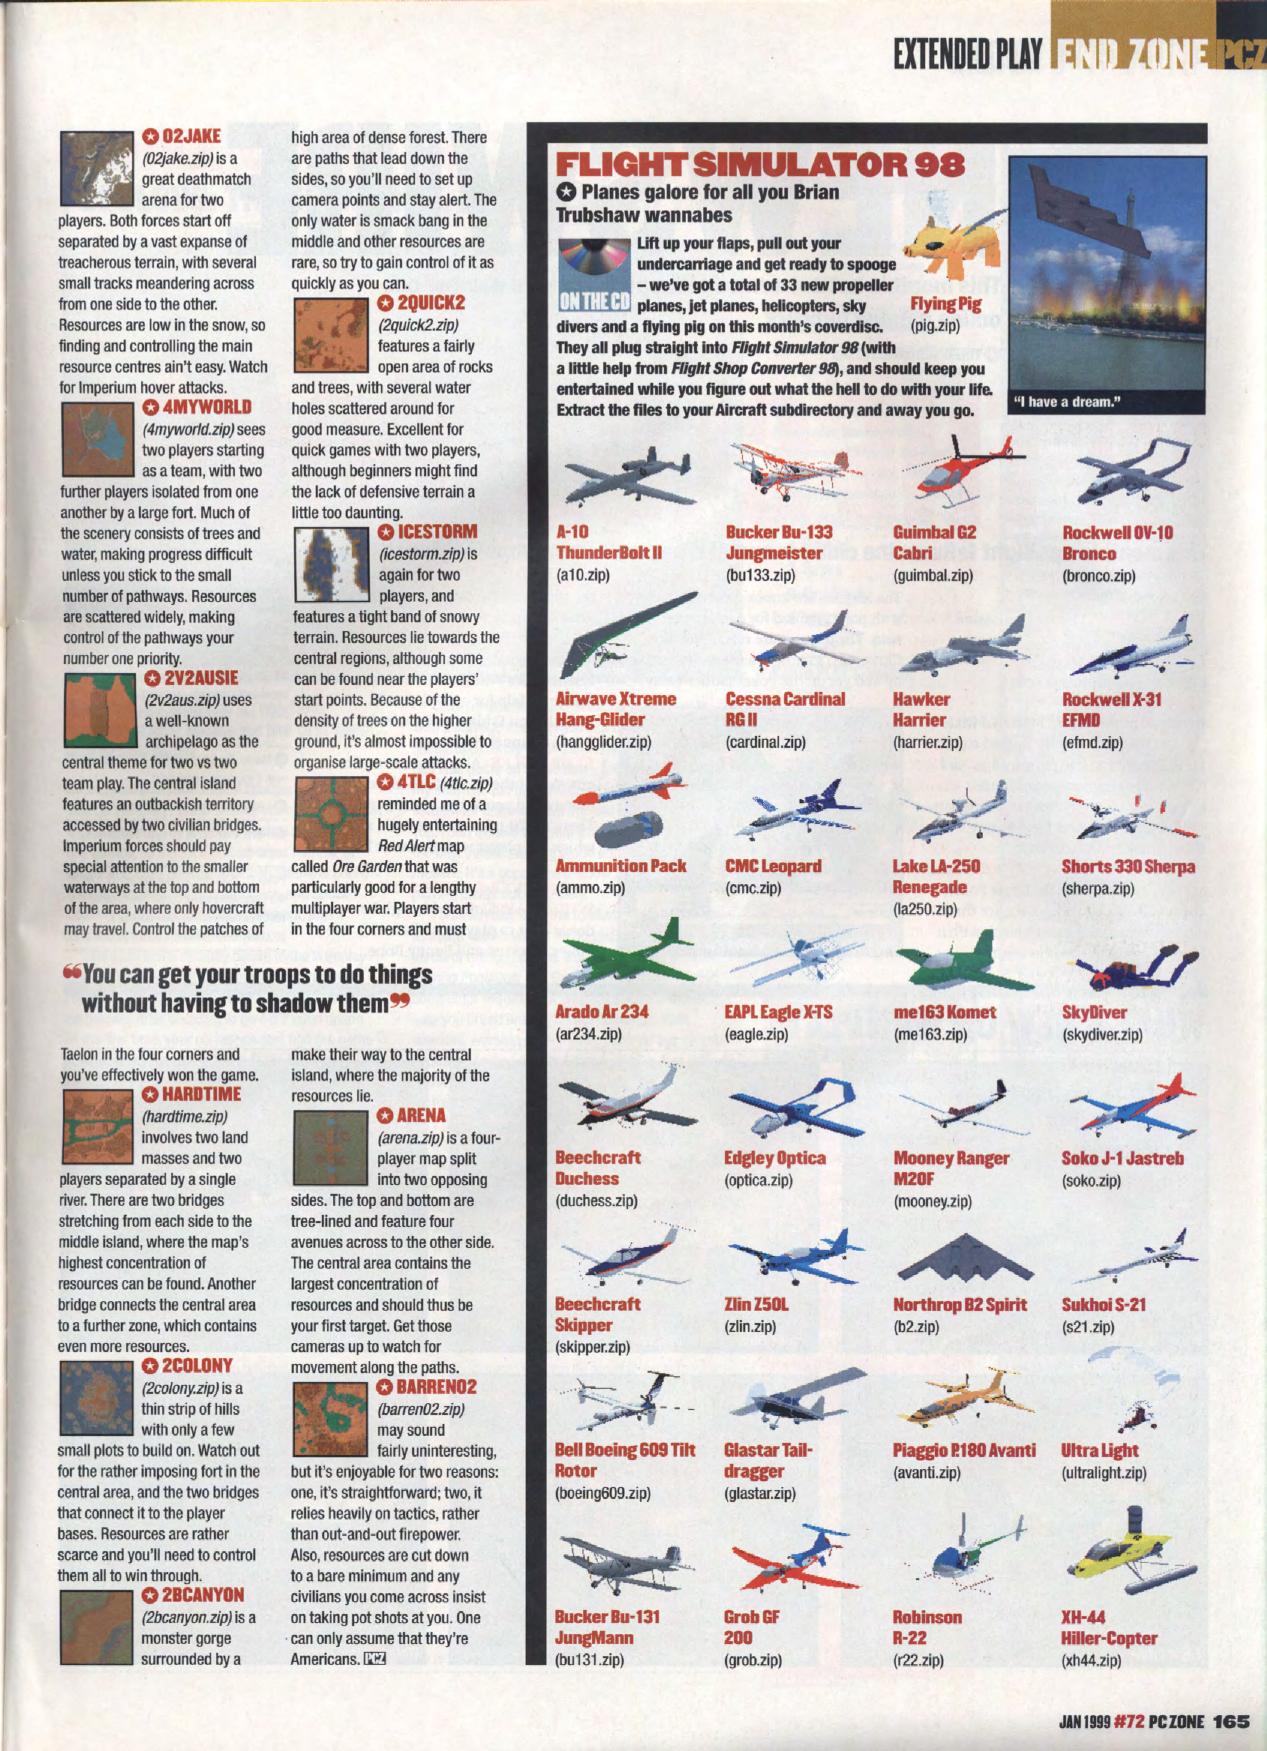 EXTENDED PLAY END ZONE PCZ
✪ 02JAKE
(02jake.zip) is a
great deathmatch
arena for two
players. Both forces start off
separated by a vast expanse of
treacherous terrain, with several
small tracks meandering across
from one side to the other.
Resources are low in the snow, so
finding and controlling the main
resource centres ain't easy. Watch
for Imperium hover attacks.
✪ 4MYWORLD
(4myworld.zip) sees
two players starting
as a team, with two
further players isolated from one
another by a large fort. Much of
the scenery consists of trees and
water, making progress difficult
unless you stick to the small
number of pathways. Resources
are scattered widely, making
control of the pathways your
number one priority.
✪ 2V2AUSIE
(2v2aus.zip) uses
a well-known
archipelago as the
central theme for two vs two
team play. The central island
features an outbackish territory
accessed by two civilian bridges.
Imperium forces should pay
special attention to the smaller
waterways at the top and bottom
of the area, where only hovercraft
may travel. Control the patches of
Taelon in the four corners and
you've effectively won the game.
✪ HARDTIME
(hardtime.zip)
involves two land
masses and two
players separated by a single
river. There are two bridges
stretching from each side to the
middle island, where the map's
highest concentration of
resources can be found. Another
bridge connects the central area
to a further zone, which contains
even more resources.
✪ 2COLONY
(2colony.zip) is a
thin strip of hills
with only a few
small plots to build on. Watch out
for the rather imposing fort in the
central area, and the two bridges
that connect it to the player
bases. Resources are rather
scarce and you'll need to control
them all to win through.
✪ 2BCANYON
(2bcanyon.zip) is a
monster gorge
surrounded by a
high area of dense forest. There
are paths that lead down the
sides, so you'll need to set up
camera points and stay alert. The
only water is smack bang in the
middle and other resources are
rare, so try to gain control of it as
quickly as you can.
✪ 2QUICK2
(2quick2.zip)
features a fairly
open area of rocks
and trees, with several water
holes scattered around for
good measure. Excellent for
quick games with two players,
although beginners might find
the lack of defensive terrain a
little too daunting.
✪ ICESTORM
(icestorm.zip) is
again for two
players, and
features a tight band of snowy
terrain. Resources lie towards the
central regions, although some
can be found near the players'
start points. Because of the
density of trees on the higher
ground, it's almost impossible to
organise large-scale attacks.
✪ 4TLC (4tlc.zip)
reminded me of a
hugely entertaining
Red Alert map
called Ore Garden that was
particularly good for a lengthy
multiplayer war. Players start
in the four corners and must
make their way to the central
island, where the majority of the
resources lie.
✪ ARENA
(arena.zip) is a four-
player map split
into two opposing
sides. The top and bottom are
tree-lined and feature four
avenues across to the other side.
The central area contains the
largest concentration of
resources and should thus be
your first target. Get those
cameras up to watch for
movement along the paths.
✪ BARREN02
(barren02.zip)
may sound
fairly uninteresting,
but it's enjoyable for two reasons:
one, it's straightforward; two, it
relies heavily on tactics, rather
than out-and-out firepower.
Also, resources are cut down
to a bare minimum and any
civilians you come across insist
on taking pot shots at you. One
can only assume that they're
Americans. PCZ
“You can get your troops to do things
without having to shadow them”
FLIGHT SIMULATOR 98
✪ Planes galore for all you Brian
Trubshaw wannabes
ON THE CD
Lift up your flaps, pull out your
undercarriage and get ready to spooge
– we've got a total of 33 new propeller
planes, jet planes, helicopters, sky
divers and a flying pig on this month's coverdisc.
They all plug straight into Flight Simulator 98 (with
a little help from Flight Shop Converter 98), and should keep you
entertained while you figure out what the hell to do with your life.
Extract the files to your Aircraft subdirectory and away you go.
Flying Pig
(pig.zip)
“I have a dream.”
A-10
ThunderBolt II
(a10.zip)
Bucker Bu-133
Jungmeister
(bu133.zip)
Guimbal G2
Cabri
(guimbal.zip)
Rockwell OV-10
Bronco
(bronco.zip)
Airwave Xtreme
Hang-Glider
(hangglider.zip)
Cessna Cardinal
RG II
(cardinal.zip)
Hawker
Harrier
(harrier.zip)
Rockwell X-31
EFMD
(efmd.zip)
Ammunition Pack
(ammo.zip)
CMC Leopard
(cmc.zip)
Lake LA-250
Renegade
(la250.zip)
Shorts 330 Sherpa
(sherpa.zip)
Arado Ar 234
(ar234.zip)
EAPL Eagle X-TS
(eagle.zip)
me163 Komet
(me163.zip)
SkyDiver
(skydiver.zip)
Beechcraft
Duchess
(duchess.zip)
Edgley Optica
(optica.zip)
Mooney Ranger
M20F
(mooney.zip)
Soko J-1 Jastreb
(soko.zip)
Beechcraft
Skipper
(skipper.zip)
Zlin Z50L
(zlin.zip)
Northrop B2 Spirit
(b2.zip)
Sukhoi S-21
(s21.zip)
Bell Boeing 609 Tilt
Rotor
(boeing609.zip)
Glastar Tail-
dragger
(glastar.zip)
Piaggio P.180 Avanti
(avanti.zip)
Ultra Light
(ultralight.zip)
Bucker Bu-131
JungMann
(bu131.zip)
Grob GF
200
(grob.zip)
Robinson
R-22
(r22.zip)
XH-44
Hiller-Copter
(xh44.zip)
JAN 1999 #72 PC ZONE 165